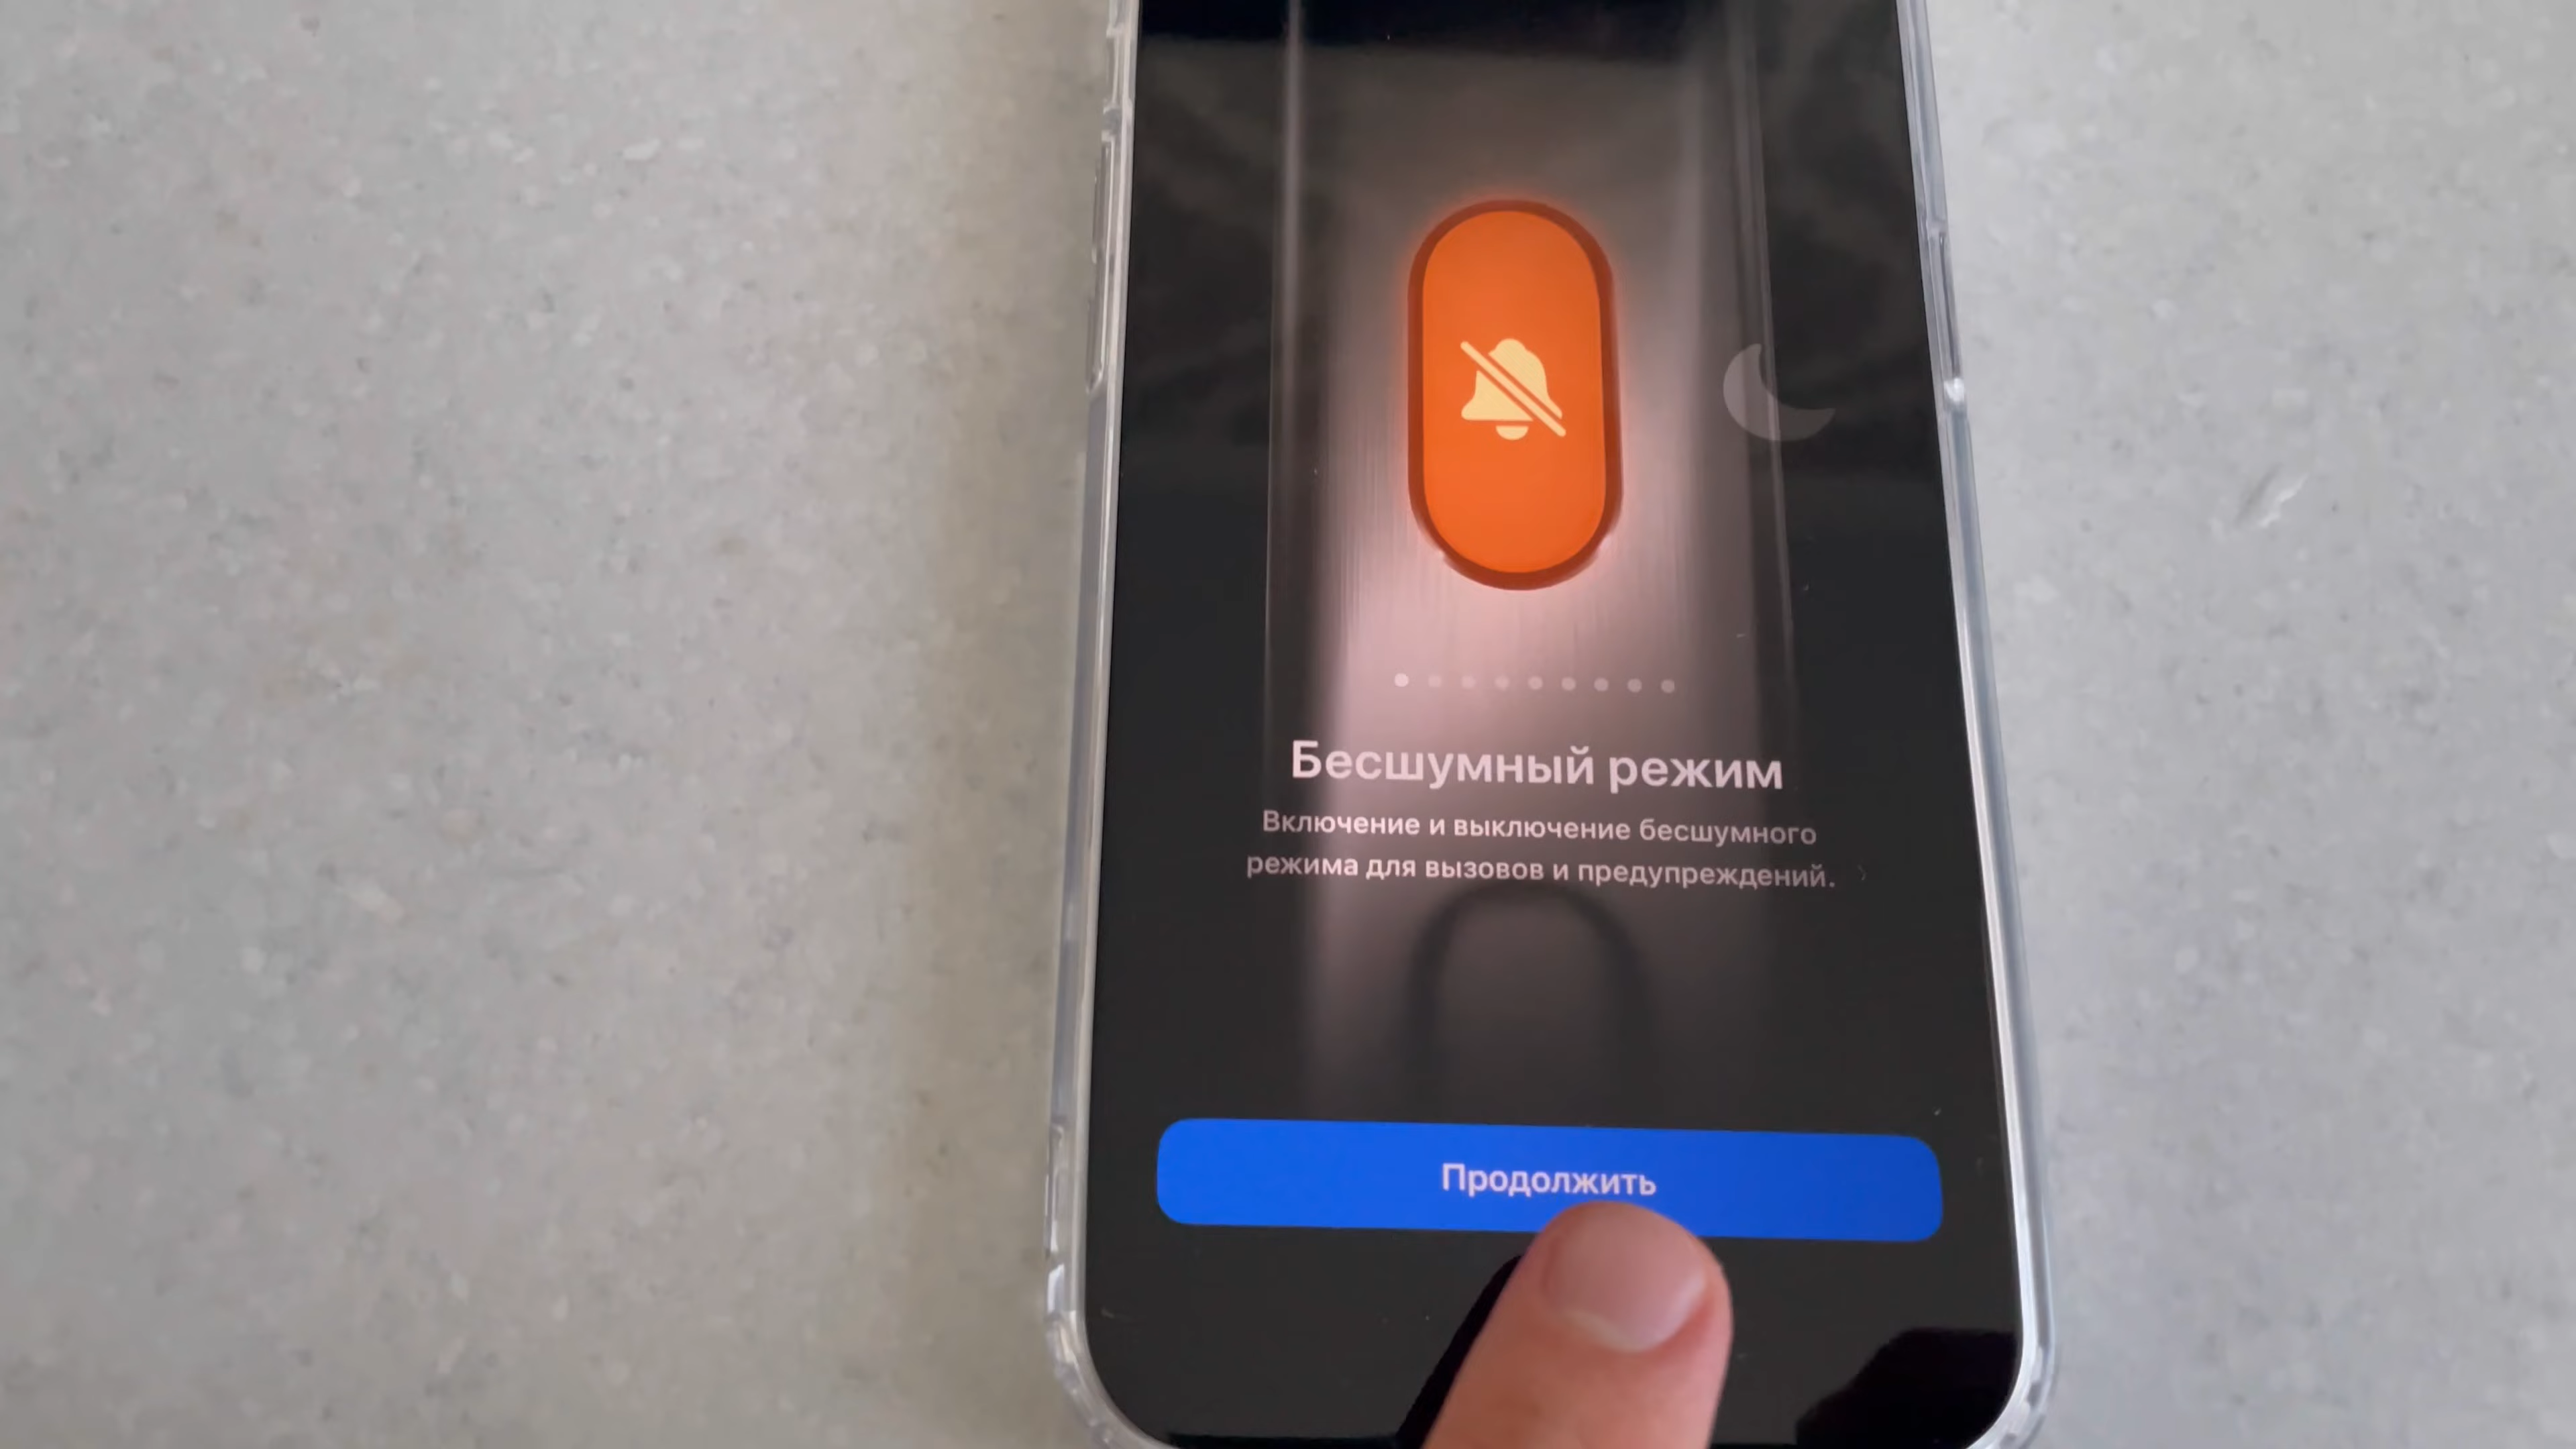 Бесшумный режим
Включение и выключение бесшумного
режима для вызовов и предупреждений.
Продолжить